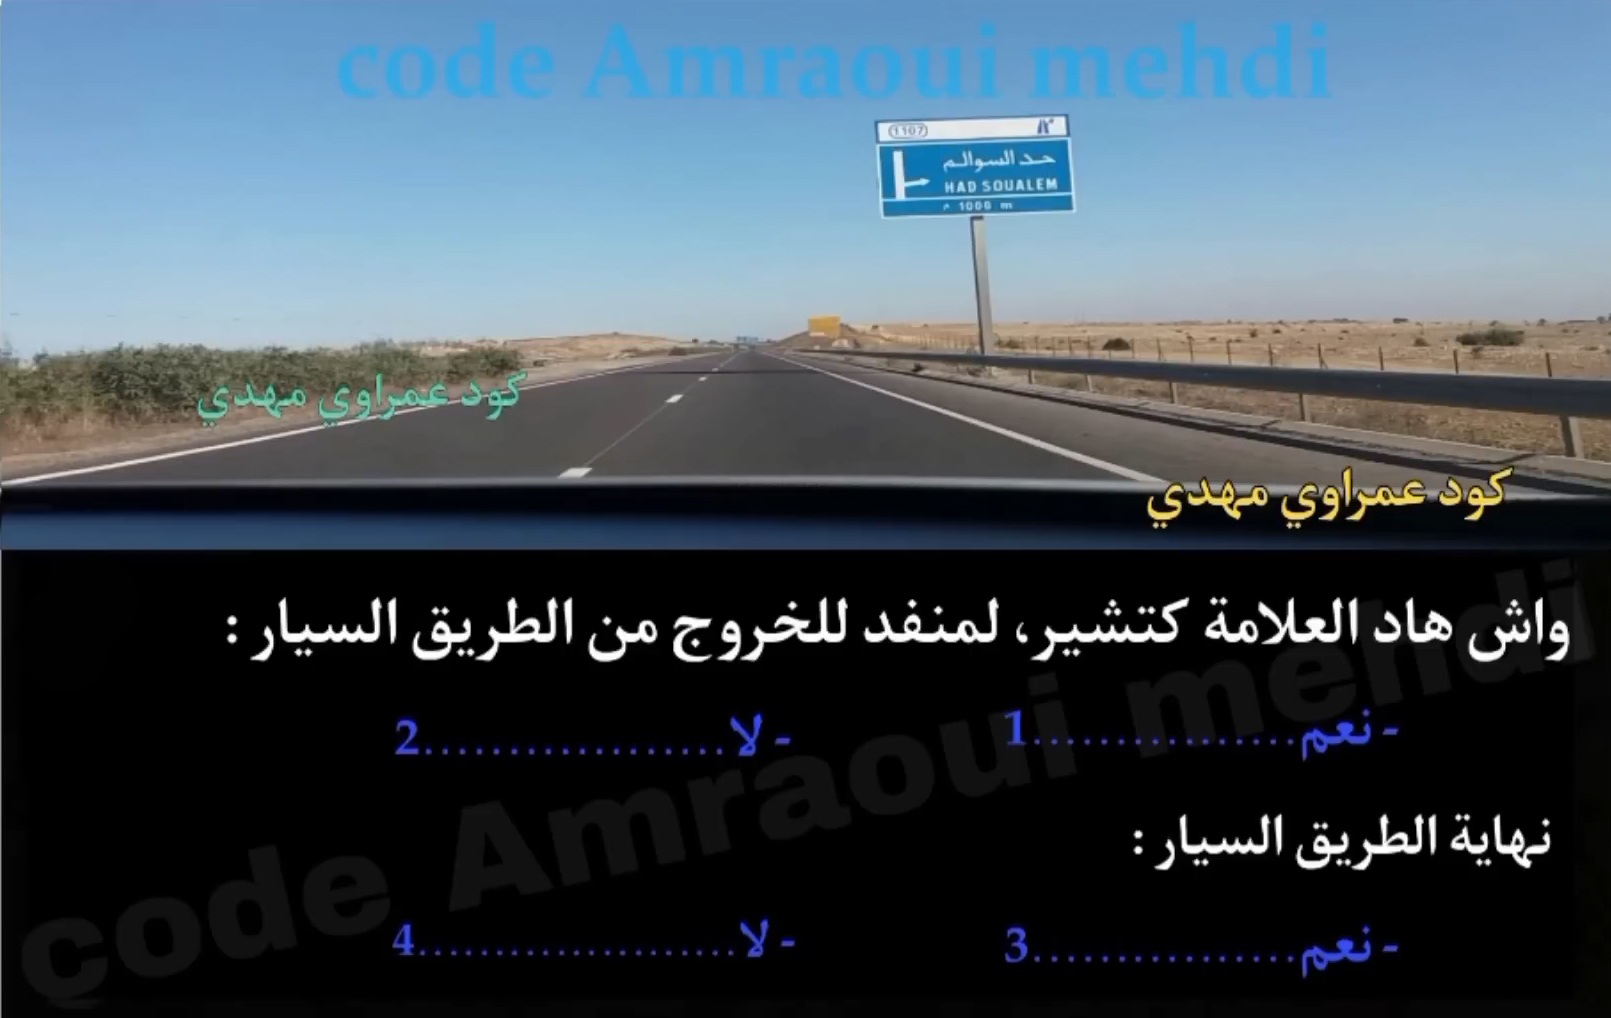 code Amraoui mehdi
1107
حد السوالم
HAD SOUALEM
1000 m م
كود عمراوي مهدي
كود عمراوي مهدي
واش هاد العلامة كتشير، لمنفد للخروج من الطريق السيار :
- نعم................1 - لا..................2
نهاية الطريق السيار :
- نعم................3 - لا...................4
code Amraoui mehdi